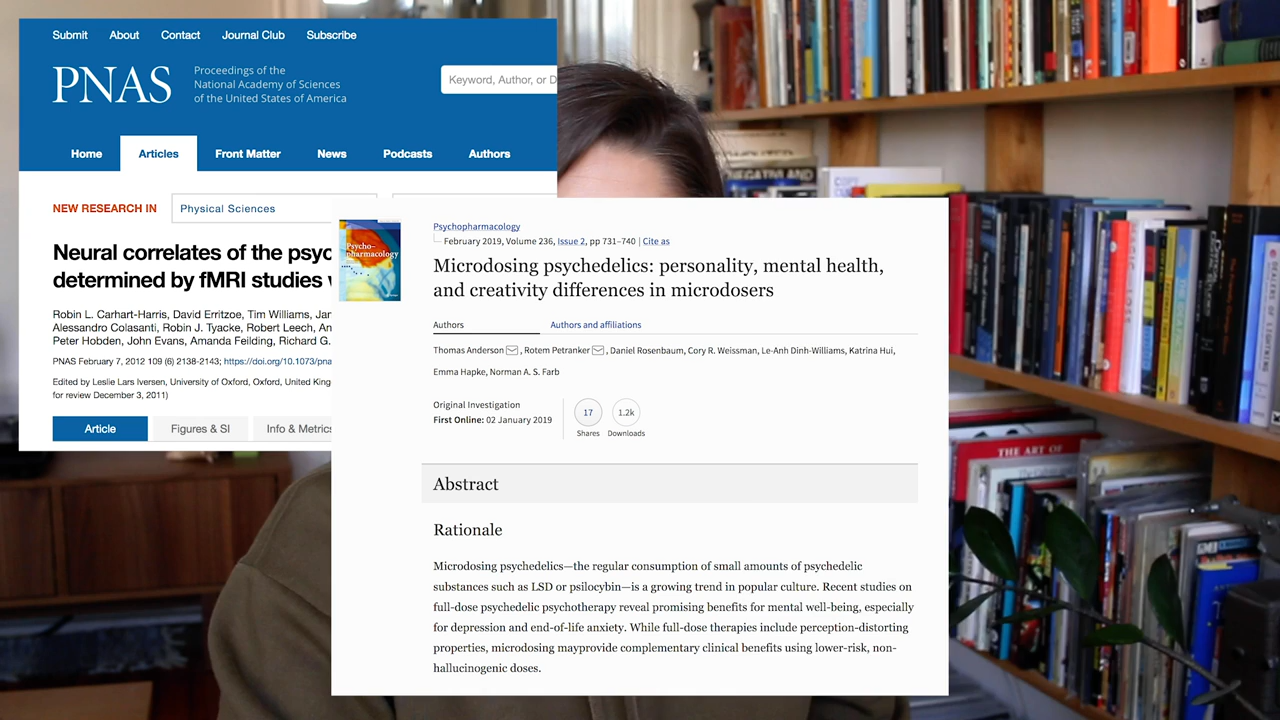 Submit About Contact Journal Club Subscribe
PNAS
Proceedings of the
National Academy of Sciences
of the United States of America
Keyword, Author, or D
Home Articles Front Matter News Podcasts Authors
NEW RESEARCH IN Physical Sciences
Neural correlates of the psyc
determined by fMRI studies
Robin L. Carhart-Harris, David Erritzoe, Tim Williams,
Alessandro Colasanti, Robin J. Tyacke, Robert Leech,
Peter Hobden, John Evans, Amanda Feilding, Richard G.
PNAS February 7, 2012 109 (6) 2138-2143; https://doi.org/10.1073/pna
Edited by Leslie Lars Iversen, University of Oxford, Oxford, United King
for review December 3, 2011)
Article Figures & SI Info & Metrics
Psycho-
pharmacology
Psychopharmacology
February 2019, Volume 236, Issue 2, pp 731–740 | Cite as
Microdosing psychedelics: personality, mental health,
and creativity differences in microdosers
Authors Authors and affiliations
Thomas Anderson, Rotem Petranker, Daniel Rosenbaum, Cory R. Weissman, Le-Anh Dinh-Williams, Katrina Hui,
Emma Hapke, Norman A. S. Farb
Original Investigation
First Online: 02 January 2019
17 1.2k
Shares Downloads
Abstract
Rationale
Microdosing psychedelics—the regular consumption of small amounts of psychedelic
substances such as LSD or psilocybin—is a growing trend in popular culture. Recent studies on
full-dose psychedelic psychotherapy reveal promising benefits for mental well-being, especially
for depression and end-of-life anxiety. While full-dose therapies include perception-distorting
properties, microdosing mayprovide complementary clinical benefits using lower-risk, non-
hallucinogenic doses.
THE ART OF